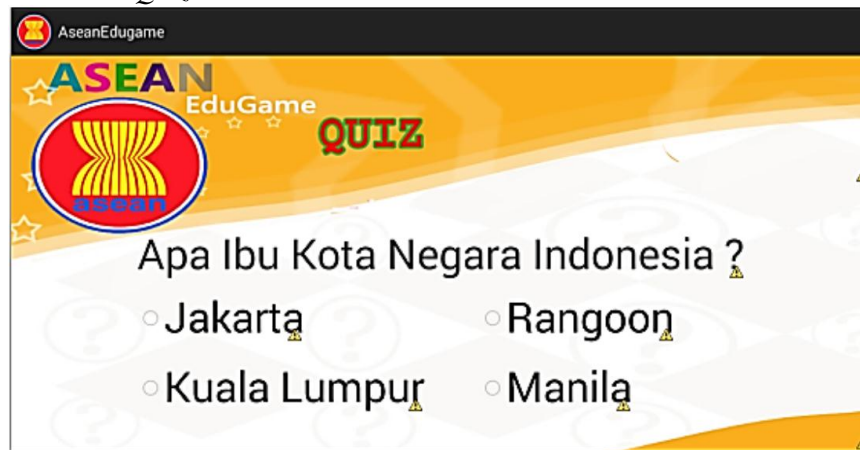 AseanEdugame
ASEAN
EduGame
QUIZ
asean
Apa Ibu Kota Negara Indonesia ?
Jakarta
Rangoon
Kuala Lumpur
Manila